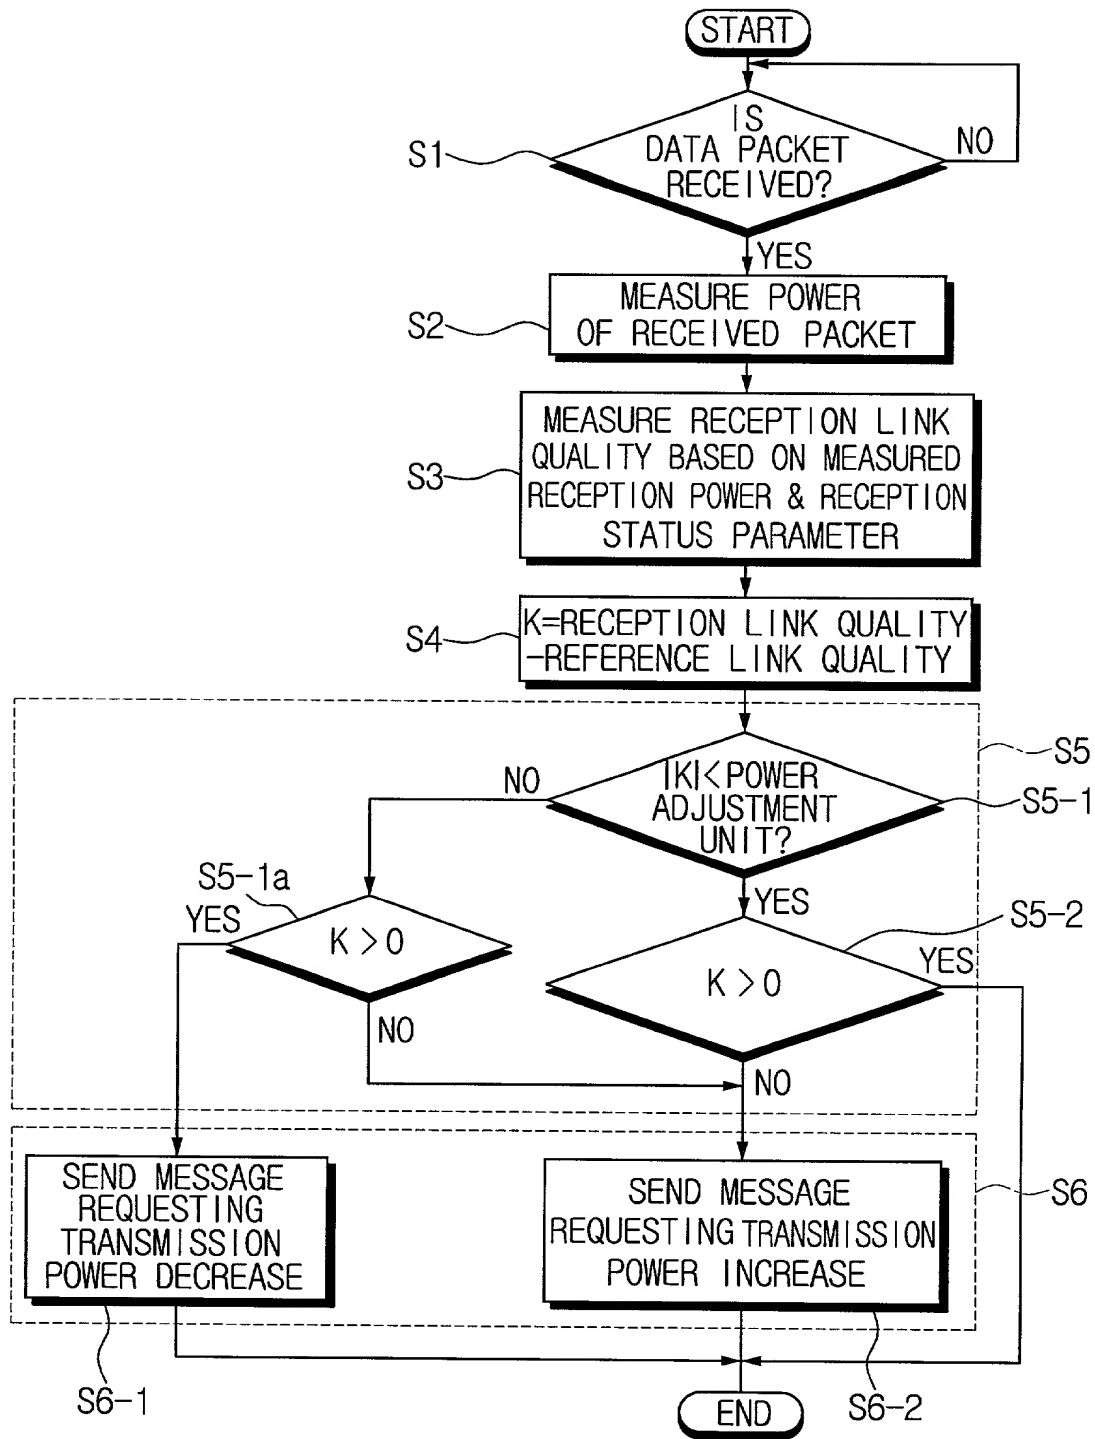 START
IS
DATA PACKET
RECEIVED?
NO
S1
YES
MEASURE POWER
OF RECEIVED PACKET
S2
MEASURE RECEPTION LINK
QUALITY BASED ON MEASURED
RECEPTION POWER & RECEPTION
STATUS PARAMETER
S3
K=RECEPTION LINK QUALITY
-REFERENCE LINK QUALITY
S4
S5
|K|<POWER
ADJUSTMENT
UNIT?
NO
S5-1
YES
S5-1a
YES
K > 0
NO
S5-2
K > 0
YES
NO
SEND MESSAGE
REQUESTING
TRANSMISSION
POWER DECREASE
SEND MESSAGE
REQUESTING TRANSMISSION
POWER INCREASE
S6
S6-1
S6-2
END